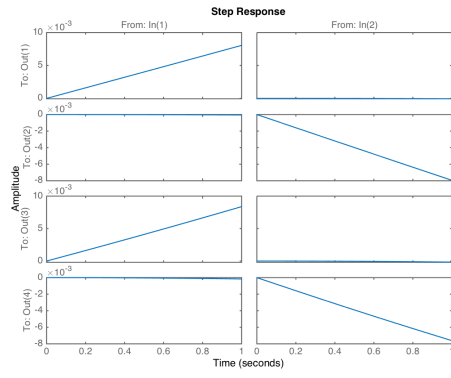 Step Response
From: In(1) From: In(2)
×10⁻³
10
5
0
To: Out(1)
×10⁻³
0
-2
-4
-6
-8
To: Out(2)
×10⁻³
10
5
0
To: Out(3)
×10⁻³
0
-2
-4
-6
-8
To: Out(4)
Amplitude
0 0.2 0.4 0.6 0.8 1 0 0.2 0.4 0.6 0.8 1
Time (seconds)